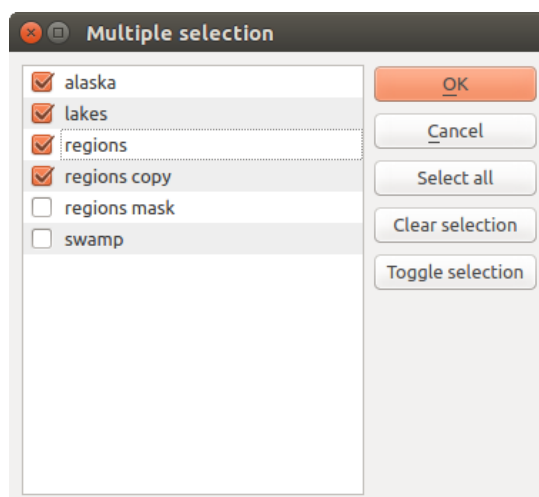 Multiple selection
alaska
lakes
regions
regions copy
regions mask
swamp
OK
Cancel
Select all
Clear selection
Toggle selection